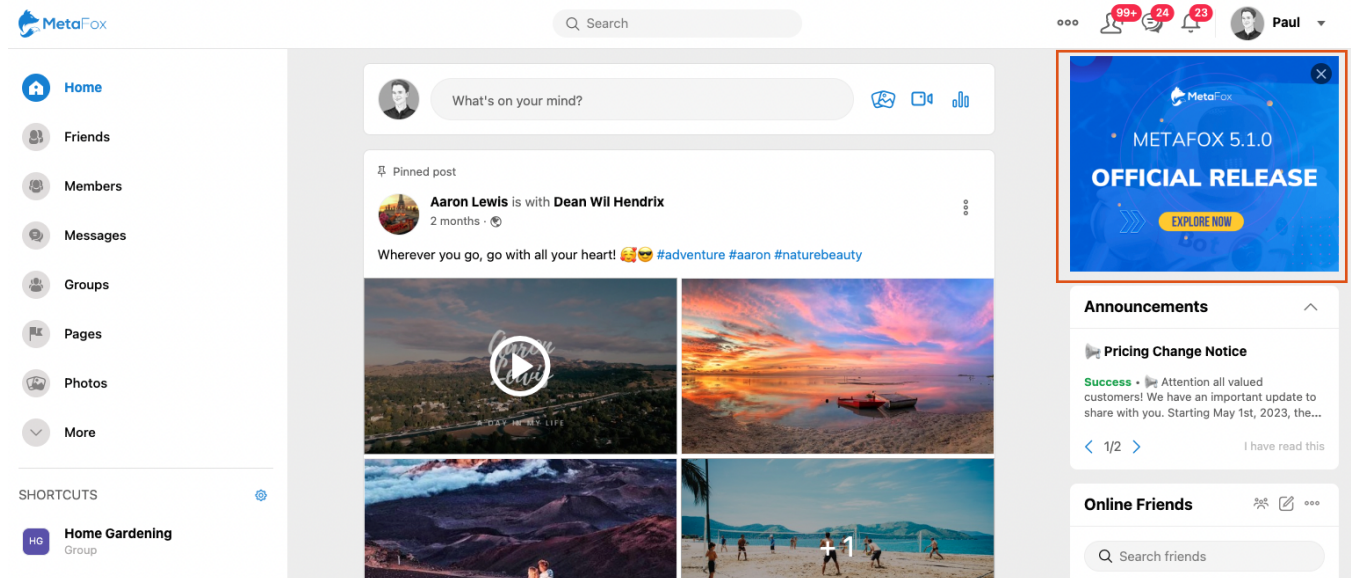 MetaFox
Search
99+
24
23
Paul
Home
Friends
Members
Messages
Groups
Pages
Photos
More
SHORTCUTS
HG
Home Gardening
Group
What's on your mind?
Pinned post
Aaron Lewis is with Dean Wil Hendrix
2 months ·
Wherever you go, go with all your heart! 🥰😎 #adventure #aaron #naturebeauty
Aaron
Lewis
A DAY IN MY LIFE
+ 1
MetaFox
METAFOX 5.1.0
OFFICIAL RELEASE
EXPLORE NOW
Bot
Announcements
Pricing Change Notice
Success • Attention all valued
customers! We have an important update to
share with you. Starting May 1st, 2023, the...
1/2
I have read this
Online Friends
Search friends